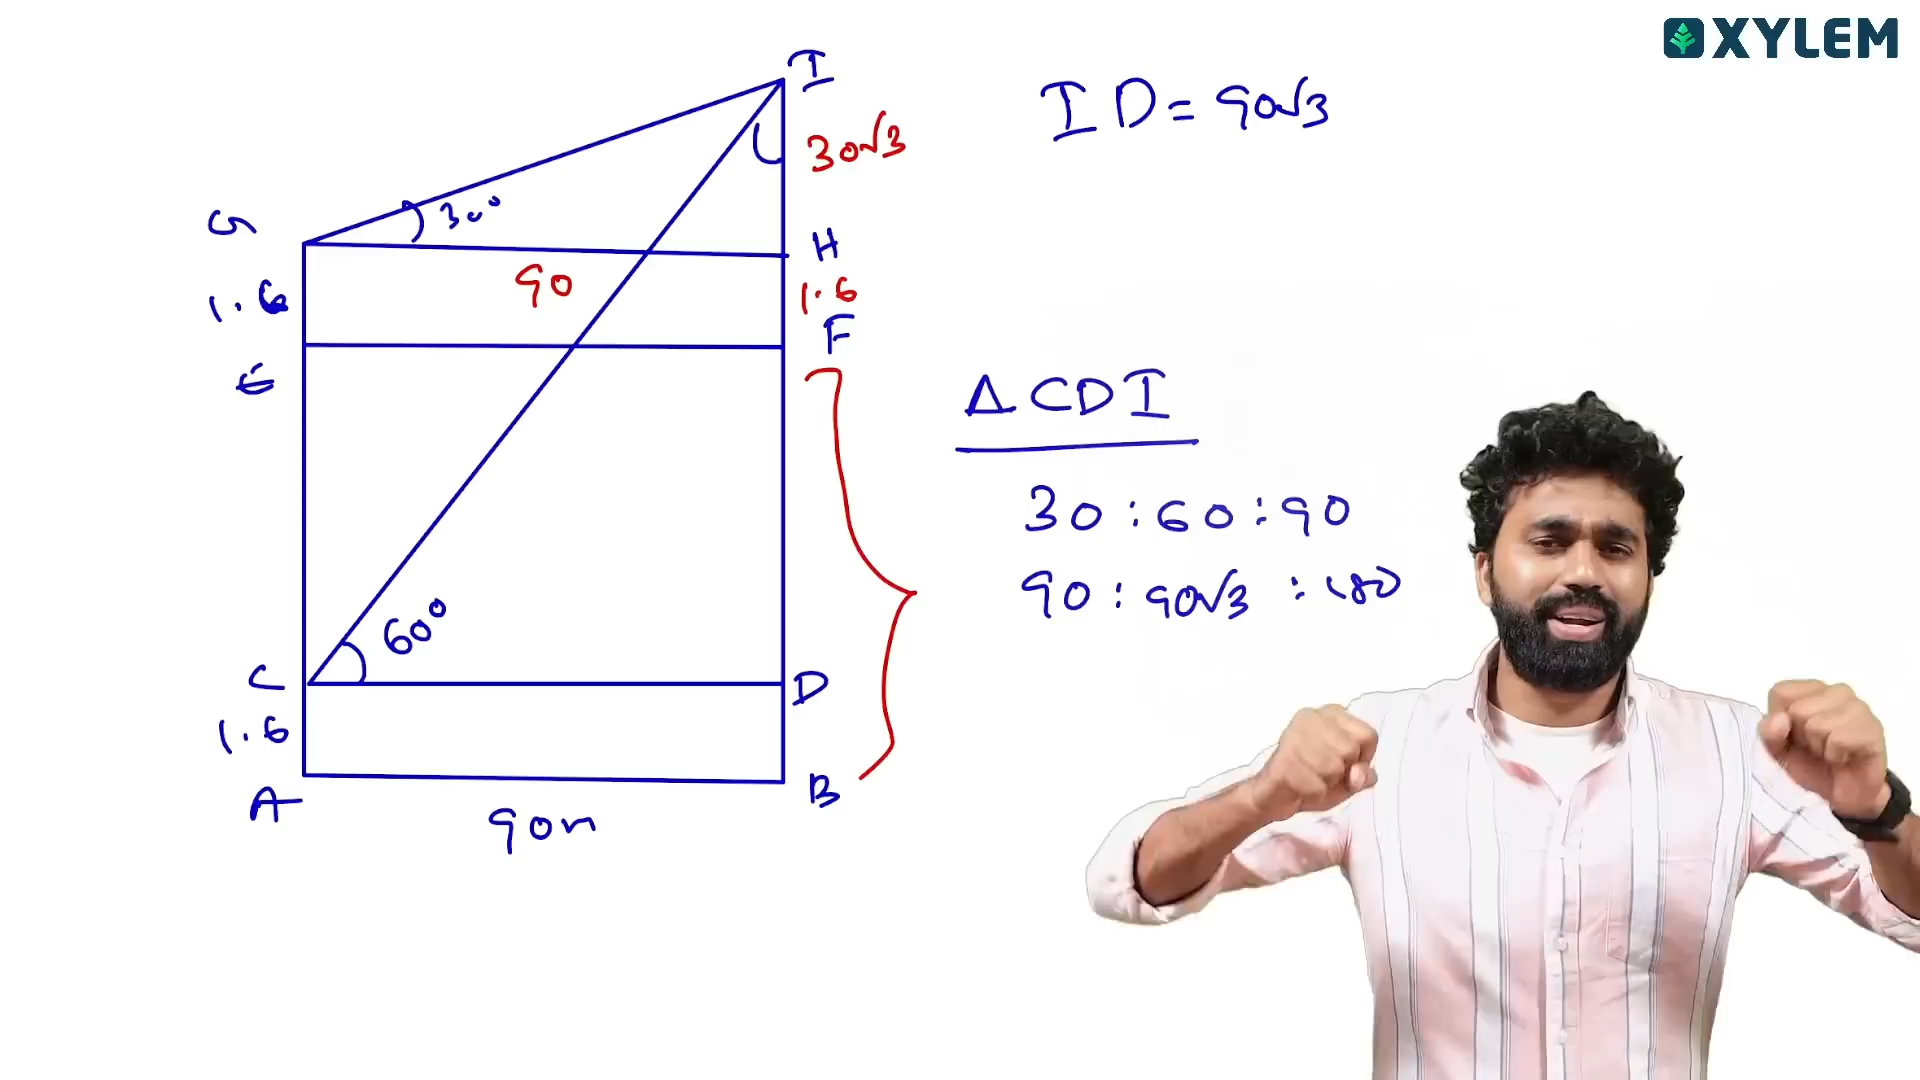 XYLEM
I
ID = 90√3
30√3
G
30°
H
90
1.6
1.6
F
E
Δ CDI
30 : 60 : 90
90 : 90√3 : 180
60°
C
D
1.6
A
B
90m